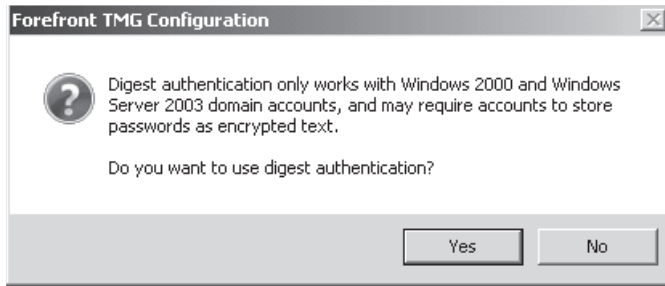 Forefront TMG Configuration
Digest authentication only works with Windows 2000 and Windows
Server 2003 domain accounts, and may require accounts to store
passwords as encrypted text.
Do you want to use digest authentication?
Yes
No